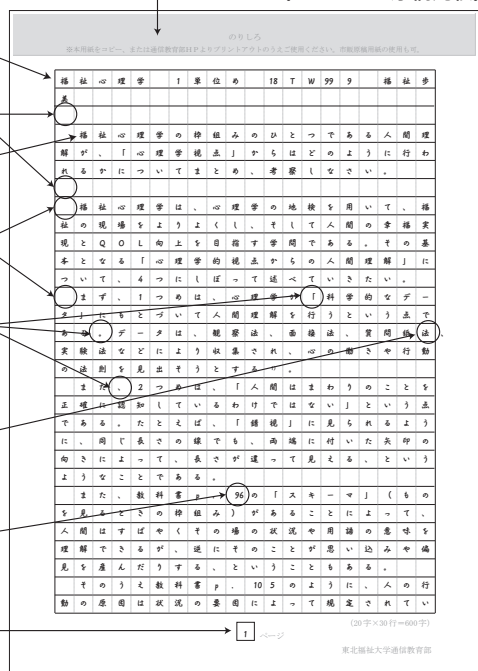 のりしろ
※本用紙をコピー、または通信教育部HPよりプリントアウトのうえご使用ください。市販原稿用紙の使用も可。
福祉心理学 1単位め 18TW999 福祉歩
美
福祉心理学の枠組みのひとつである人間理
解が、「心理学視点」からはどのように行わ
れるかについてまとめ、考察しなさい。
福祉心理学は、心理学の地検を用いて、福
祉の現場をよりよくし、そして人間の幸福実
現とQOL向上を目指す学問である。その基
本となる「心理学的視点からの人間理解」に
ついて、4つにしぼって述べていきたい。
まず、1つめは、心理学が「科学的なデー
タ」にもとづいて人間理解を行うという点で
ある。データは、観察法、面接法、質問紙法、
実験法などにより収集され、心の働きや行動
の法則を見出そうとする
また、2つめは、「人間はまわりのことを
正確に認知しているわけではない」という点
である。たとえば、「錯視」に見られるよう
に、同じ長さの線でも、両端に付いた矢印の
向きによって、長さが違って見える、という
ようなことである。
また、教科書p.96の「スキーマ」(もの
を見るときの枠組み)があることによって、
人間はすばやくその場の状況や用語の意味を
理解できるが、逆にそのことが思い込みや偏
見を産んだりする、ということもある。
そのうえ教科書p.105のように、人の行
動の原因は状況の要因によって規定されてい
(20字×30行=600字)
1 ページ
東北福祉大学通信教育部